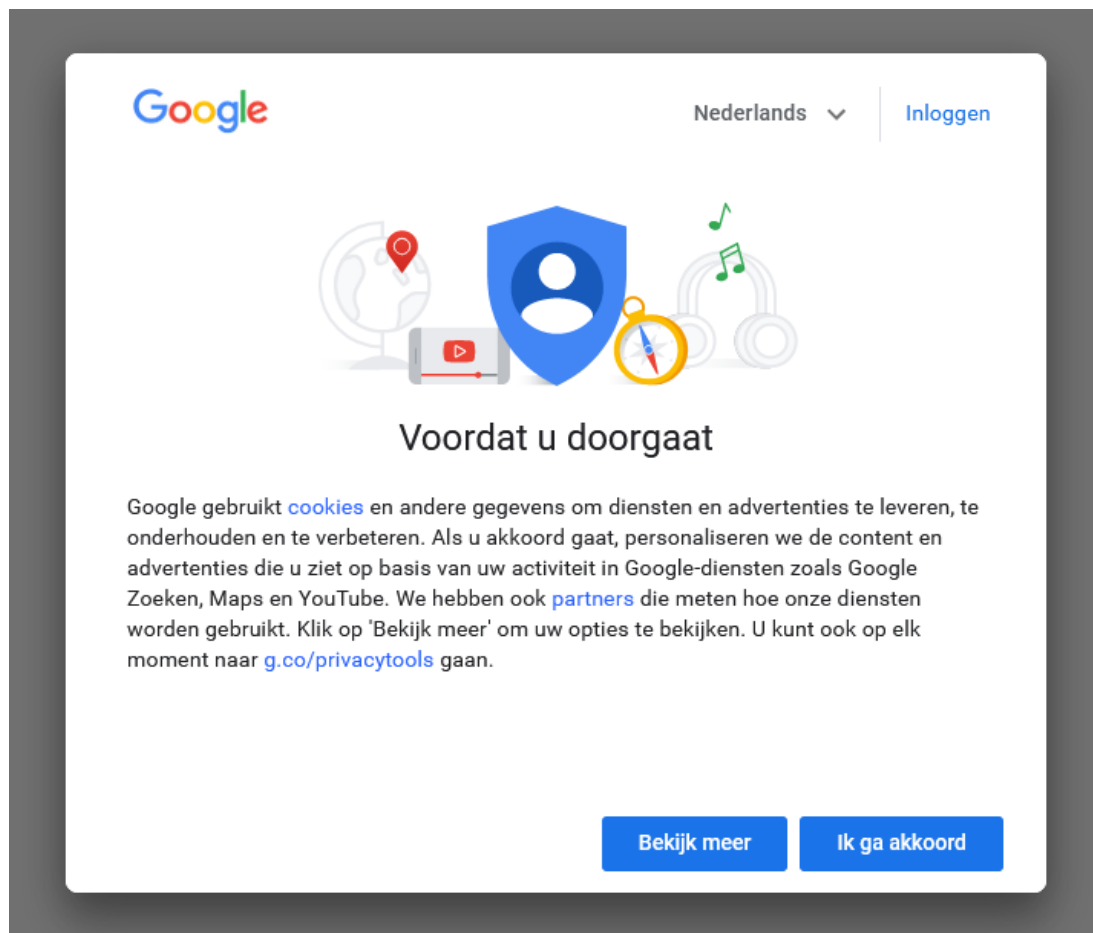 Google
Nederlands
Inloggen
Voordat u doorgaat
Google gebruikt cookies en andere gegevens om diensten en advertenties te leveren, te
onderhouden en te verbeteren. Als u akkoord gaat, personaliseren we de content en
advertenties die u ziet op basis van uw activiteit in Google-diensten zoals Google
Zoeken, Maps en YouTube. We hebben ook partners die meten hoe onze diensten
worden gebruikt. Klik op 'Bekijk meer' om uw opties te bekijken. U kunt ook op elk
moment naar g.co/privacytools gaan.
Bekijk meer
Ik ga akkoord